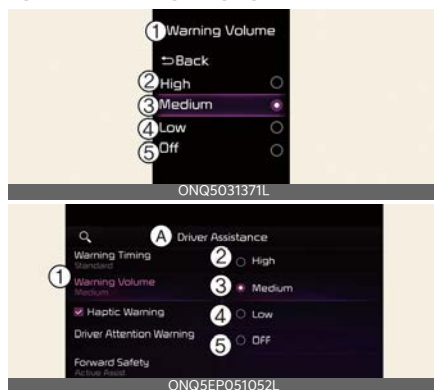 ① Warning Volume
⮌Back
② High
③ Medium
④ Low
⑤ Off
ONQ5031371L
Ⓐ Driver Assistance
Warning Timing
Standard
① Warning Volume
Medium
Haptic Warning
Driver Attention Warning
Forward Safety
Active Assist
② High
③ Medium
④ Low
⑤ OFF
ONQ5EP051052L